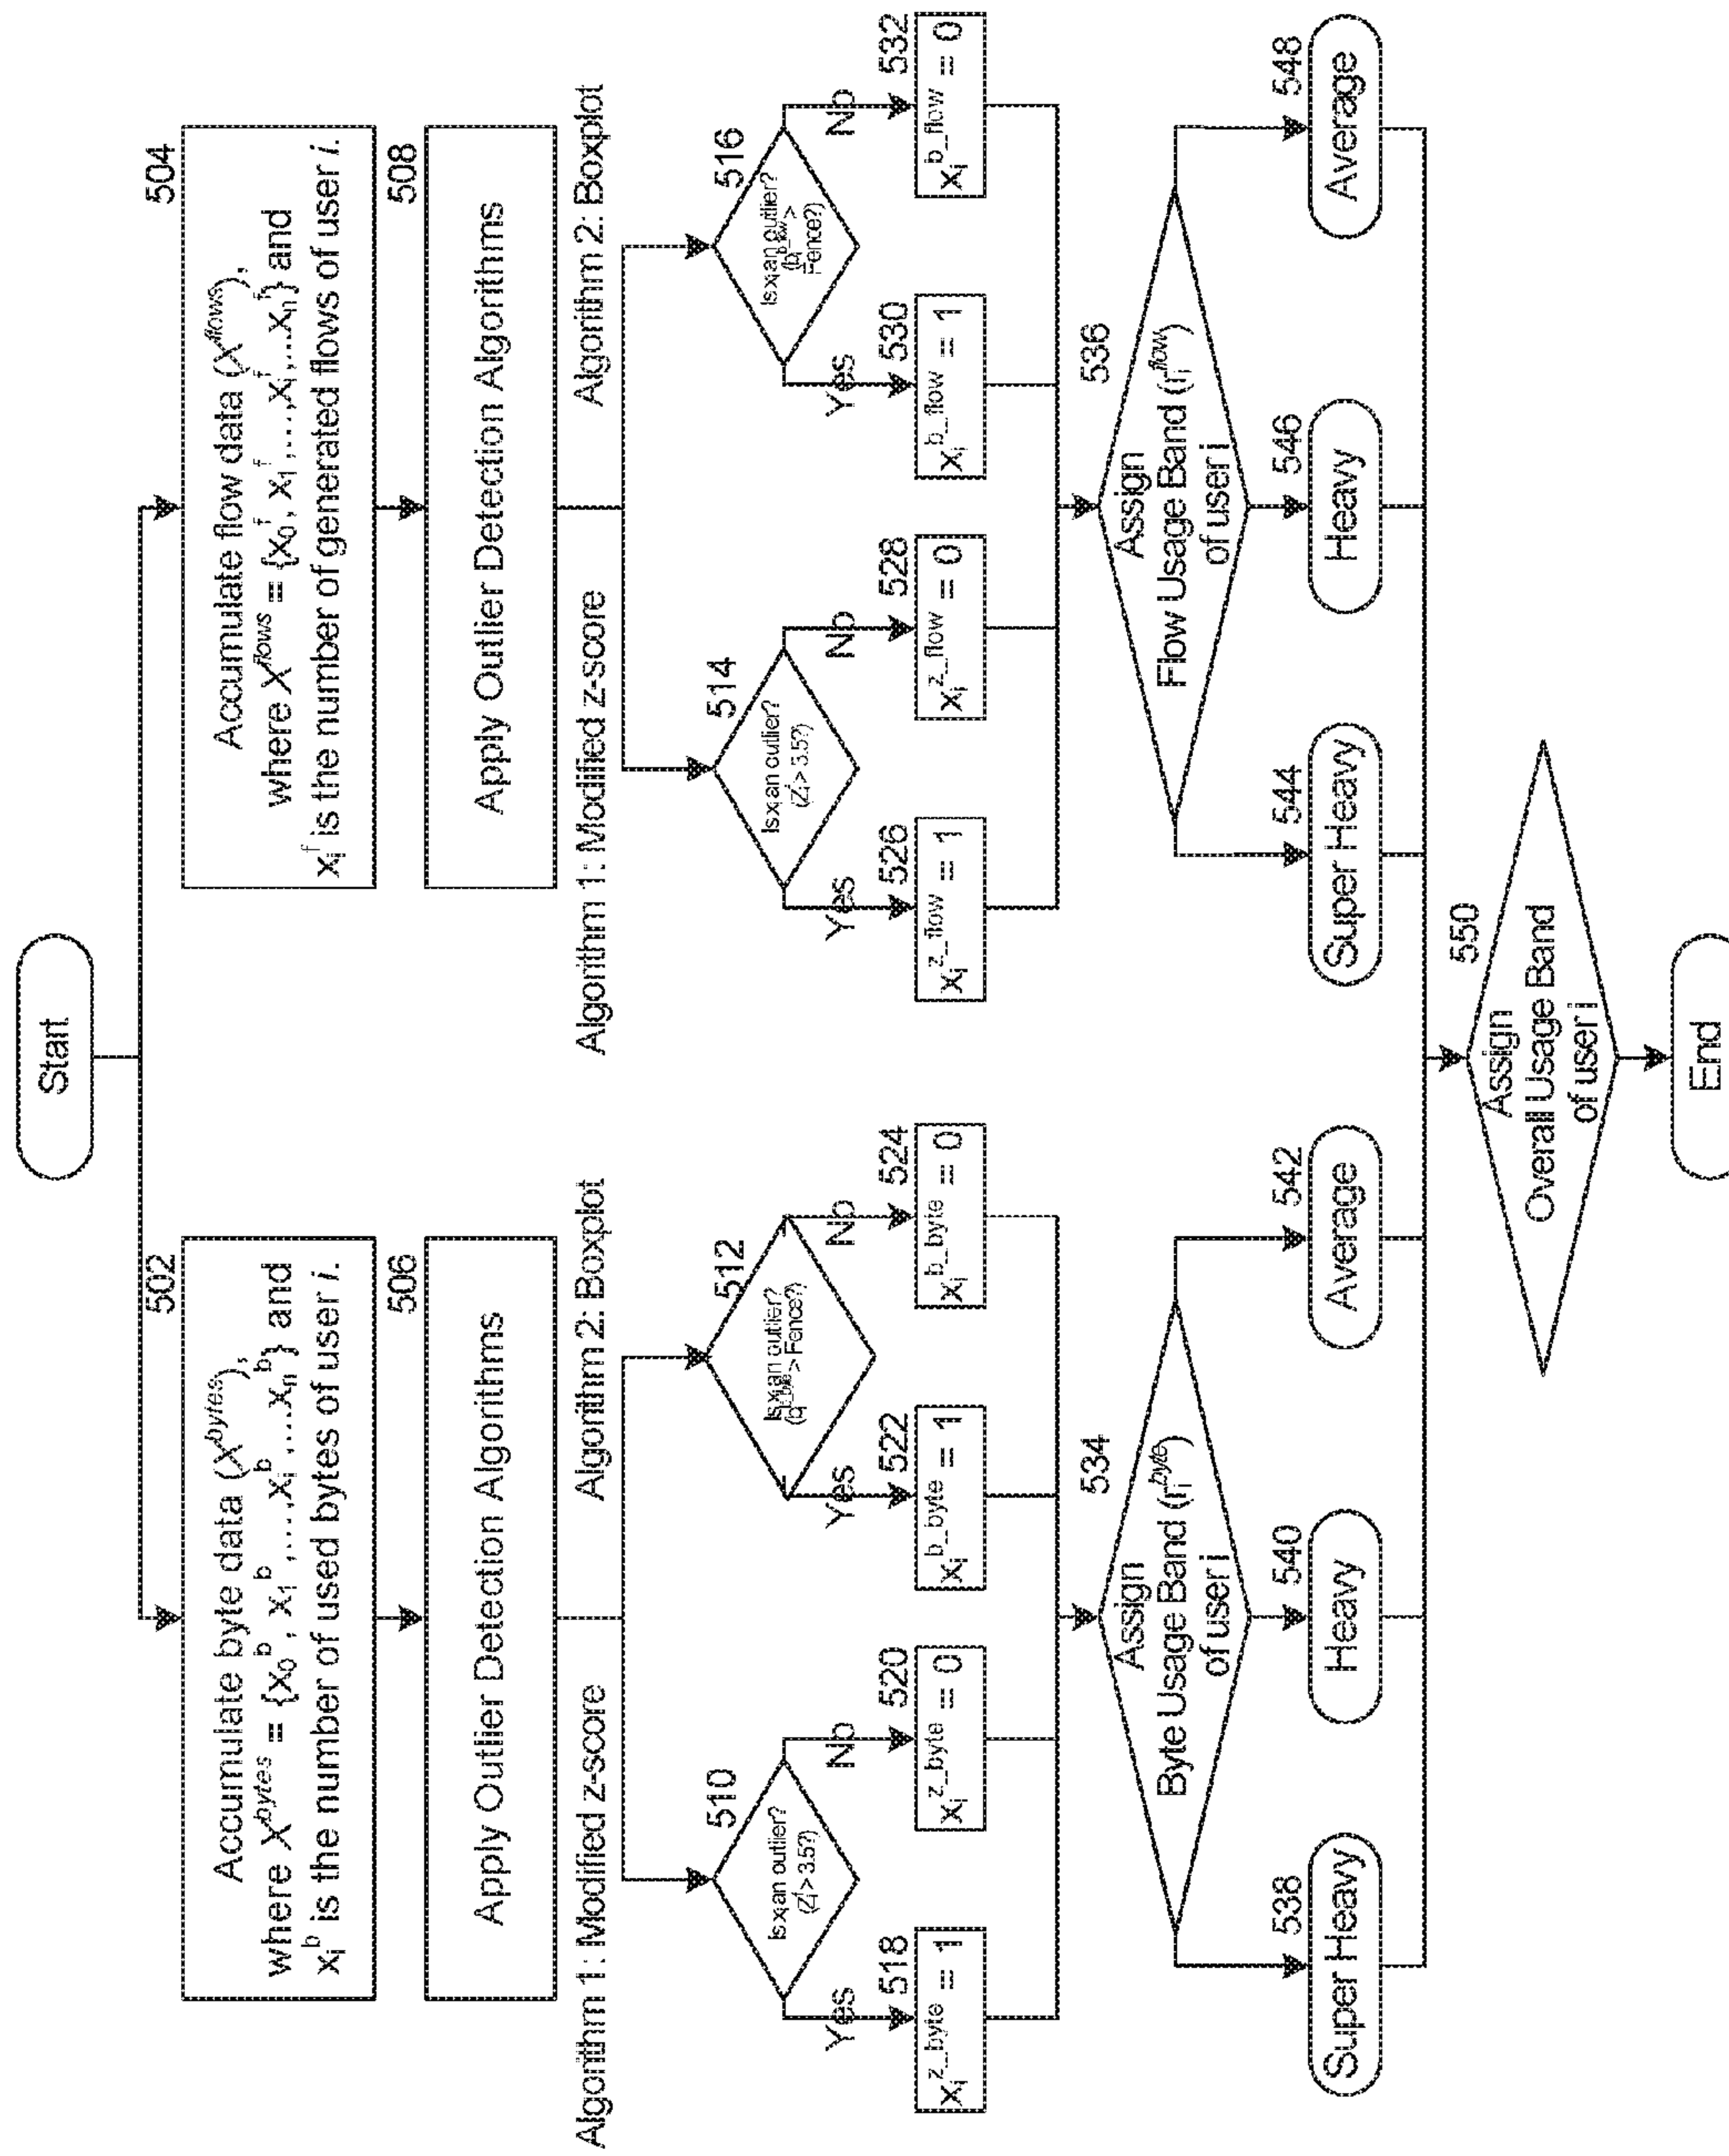 Start
502
Accumulate byte data (X^bytes),
where X^bytes = {x₀^b, x₁^b,...,xᵢ^b,...xₙ^b} and
xᵢ^b is the number of used bytes of user i.
504
Accumulate flow data (X^flows),
where X^flows = {x₀^f, x₁^f,...,xᵢ^f,...xₙ^f} and
xᵢ^f is the number of generated flows of user i.
506
Apply Outlier Detection Algorithms
508
Apply Outlier Detection Algorithms
Algorithm 1: Modified z-score
Algorithm 2: Boxplot
Algorithm 1: Modified z-score
Algorithm 2: Boxplot
510
Is xᵢ an outlier?
> 3.5?)
512
Is xᵢ an outlier?
> Fence?)
514
Is xᵢ an outlier?
> 3.5?)
516
Is xᵢ an outlier?
>
Fence?)
Yes
No
Yes
No
Yes
No
Yes
No
518
xᵢ^z_byte = 1
520
xᵢ^z_byte = 0
522
xᵢ^b_byte = 1
524
xᵢ^b_byte = 0
526
xᵢ^z_flow = 1
528
xᵢ^z_flow = 0
530
xᵢ^b_flow = 1
532
xᵢ^b_flow = 0
534
Assign
Byte Usage Band (rᵢ^byte)
of user i
536
Assign
Flow Usage Band (rᵢ^flow)
of user i
538
Super Heavy
540
Heavy
542
Average
544
Super Heavy
546
Heavy
548
Average
550
Assign
Overall Usage Band
of user i
End